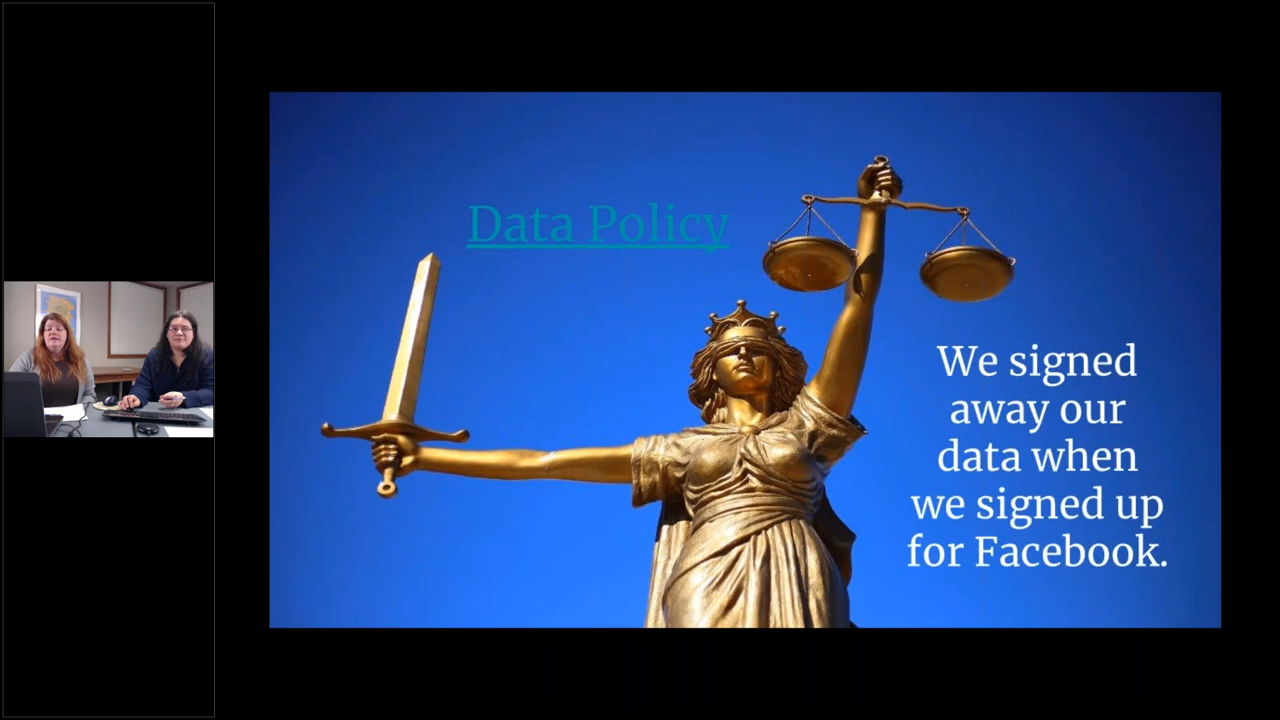 Data Policy
We signed
away our
data when
we signed up
for Facebook.